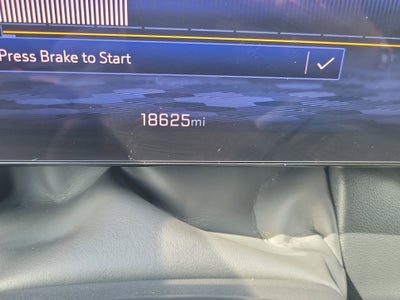 Press Brake to Start
18625mi